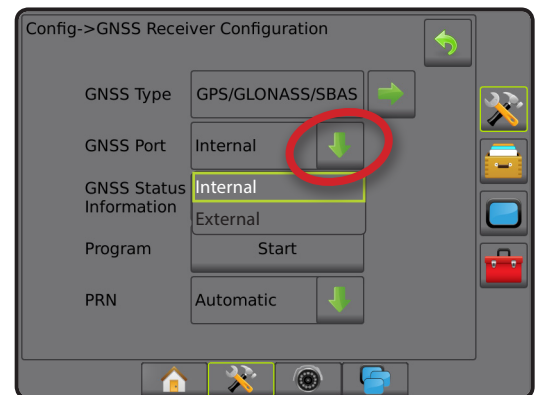 Config->GNSS Receiver Configuration
GNSS Type GPS/GLONASS/SBAS
GNSS Port Internal
Internal
GNSS Status
Information
External
Program Start
PRN Automatic